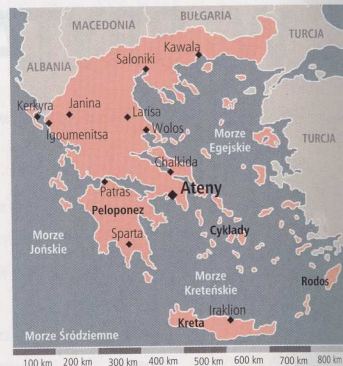 BUŁGARIA
MACEDONIA
TURCJA
Kawala
Saloniki
ALBANIA
Kerkyra
Janina
Larisa
Igoumenitsa
Wolos
Morze
Egejskie
TURCJA
Chalkida
Ateny
Patras
Peloponez
Cyklady
Morze
Jońskie
Sparta
Morze
Kreteńskie
Rodos
Iraklion
Kreta
Morze Śródziemne
100 km 200 km 300 km 400 km 500 km 600 km 700 km 800 km